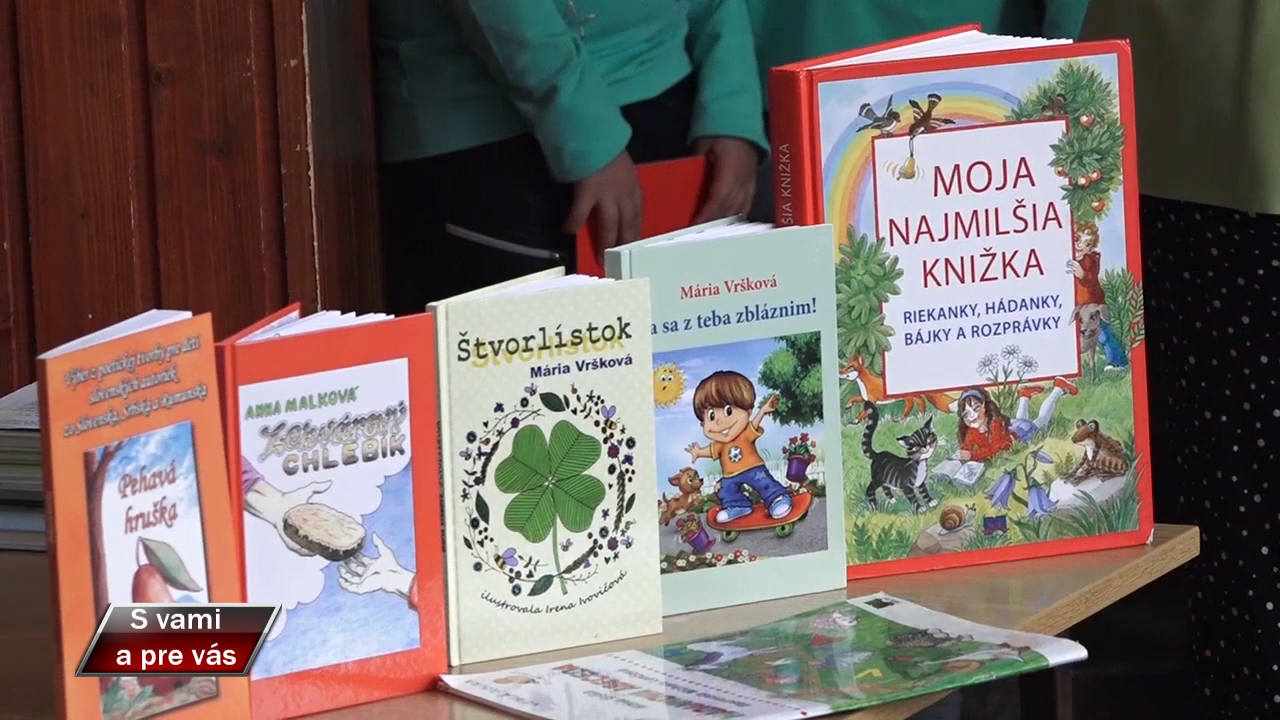 Výber z poetickej tvorby pre deti
slovenských autoriek
zo Slovenska, Srbska a Rumunska
Pehavá
hruška
ANNA MALKOVÁ
Lekvárový
CHLEBÍK
Štvorlístok
Mária Vršková
ilustrovala Irena Ivovičová
Mária Vršková
a sa z teba zbláznim!
SIA KNIŽKA
MOJA
NAJMILŠIA
KNIŽKA
RIEKANKY, HÁDANKY,
BÁJKY A ROZPRÁVKY
S vami
a pre vás